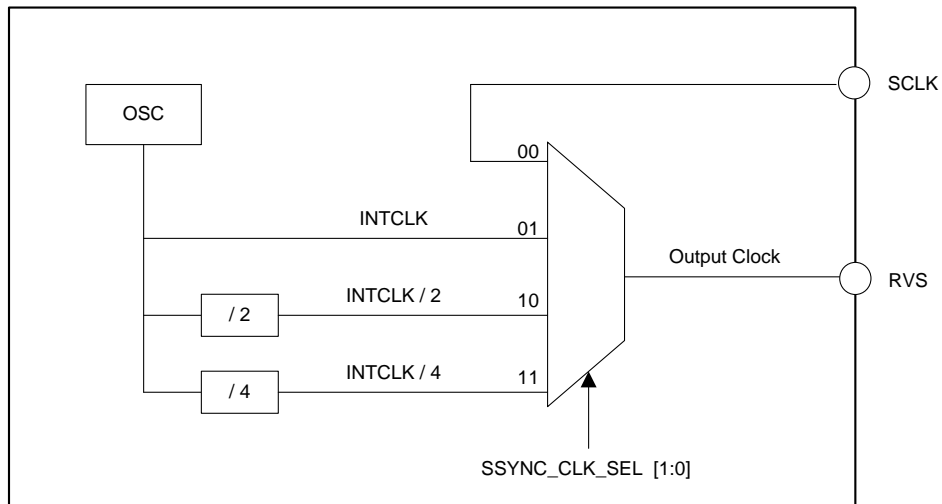 SCLK
OSC
00
INTCLK
01
Output Clock
RVS
INTCLK / 2
10
/ 2
INTCLK / 4
11
/ 4
SSYNC_CLK_SEL [1:0]